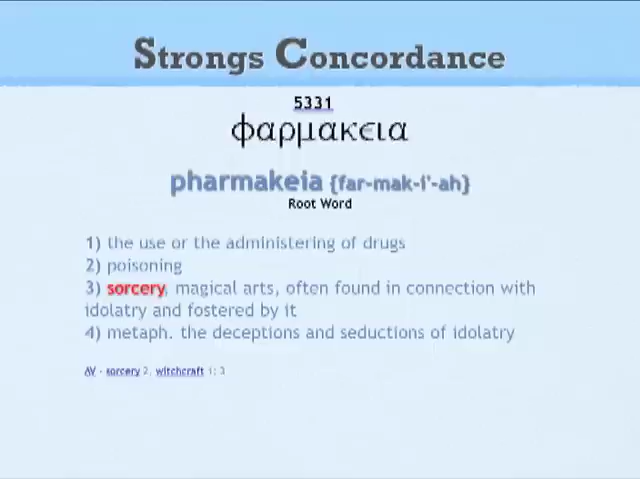 Strongs Concordance
5331
φαρμακεια
pharmakeia {far-mak-i'-ah}
Root Word
1) the use or the administering of drugs
2) poisoning
3) sorcery, magical arts, often found in connection with
idolatry and fostered by it
4) metaph. the deceptions and seductions of idolatry
AV - sorcery 2, witchcraft 1; 3